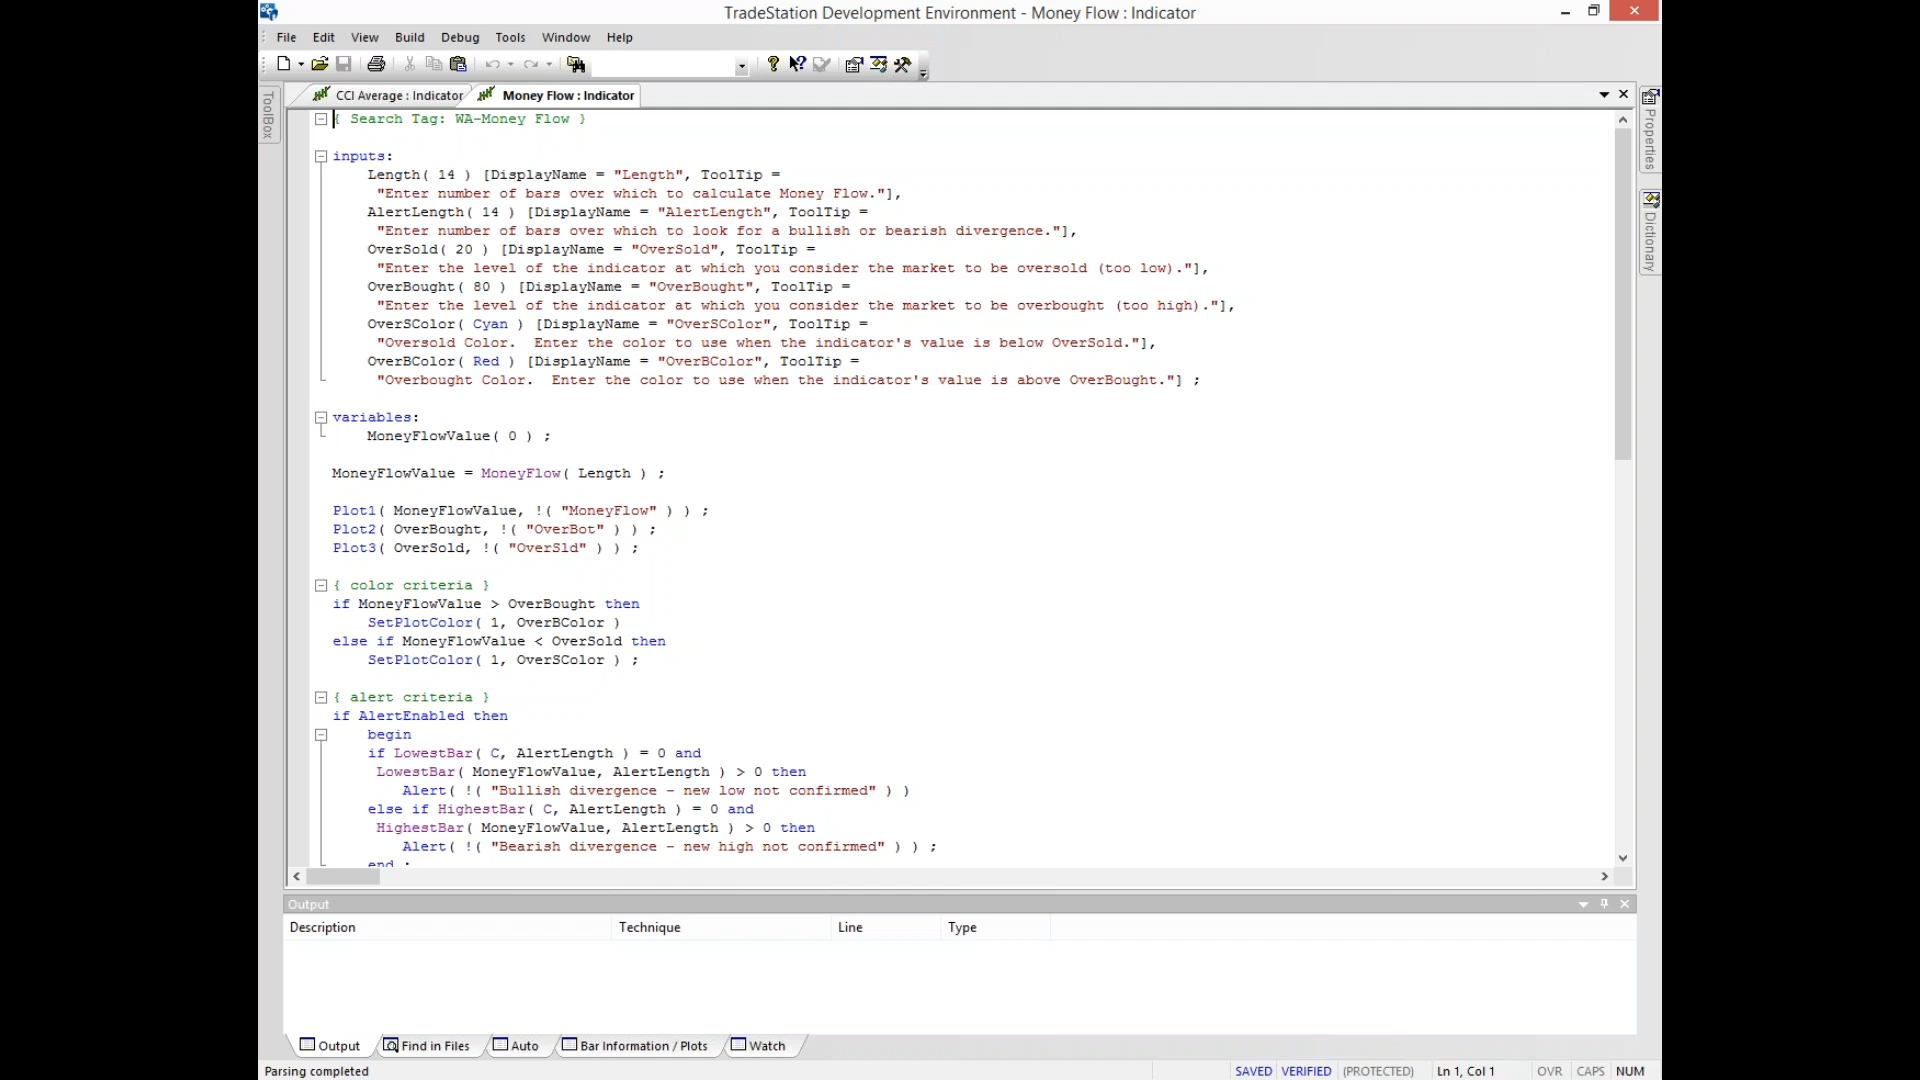 TradeStation Development Environment - Money Flow : Indicator
File Edit View Build Debug Tools Window Help
ToolBox
CCI Average : Indicator Money Flow : Indicator
{ Search Tag: WA-Money Flow }
inputs:
Length( 14 ) [DisplayName = "Length", ToolTip =
"Enter number of bars over which to calculate Money Flow."],
AlertLength( 14 ) [DisplayName = "AlertLength", ToolTip =
"Enter number of bars over which to look for a bullish or bearish divergence."],
OverSold( 20 ) [DisplayName = "OverSold", ToolTip =
"Enter the level of the indicator at which you consider the market to be oversold (too low)."],
OverBought( 80 ) [DisplayName = "OverBought", ToolTip =
"Enter the level of the indicator at which you consider the market to be overbought (too high)."],
OverSColor( Cyan ) [DisplayName = "OverSColor", ToolTip =
"Oversold Color.  Enter the color to use when the indicator's value is below OverSold."],
OverBColor( Red ) [DisplayName = "OverBColor", ToolTip =
"Overbought Color.  Enter the color to use when the indicator's value is above OverBought."] ;
variables:
MoneyFlowValue( 0 ) ;
MoneyFlowValue = MoneyFlow( Length ) ;
Plot1( MoneyFlowValue, !( "MoneyFlow" ) ) ;
Plot2( OverBought, !( "OverBot" ) ) ;
Plot3( OverSold, !( "OverSld" ) ) ;
{ color criteria }
if MoneyFlowValue > OverBought then
SetPlotColor( 1, OverBColor )
else if MoneyFlowValue < OverSold then
SetPlotColor( 1, OverSColor ) ;
{ alert criteria }
if AlertEnabled then
begin
if LowestBar( C, AlertLength ) = 0 and
LowestBar( MoneyFlowValue, AlertLength ) > 0 then
Alert( !( "Bullish divergence - new low not confirmed" ) )
else if HighestBar( C, AlertLength ) = 0 and
HighestBar( MoneyFlowValue, AlertLength ) > 0 then
Alert( !( "Bearish divergence - new high not confirmed" ) ) ;
end ;
Properties
Dictionary
Output
Description Technique Line Type
Output Find in Files Auto Bar Information / Plots Watch
Parsing completed SAVED VERIFIED (PROTECTED) Ln 1, Col 1 OVR CAPS NUM